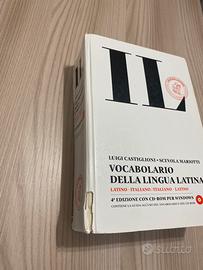 IL
LUIGI CASTIGLIONI - SCEVOLA MARIOTTI
VOCABOLARIO
DELLA LINGUA LATINA
LATINO - ITALIANO / ITALIANO - LATINO
4ª EDIZIONE CON CD-ROM PER WINDOWS
subito